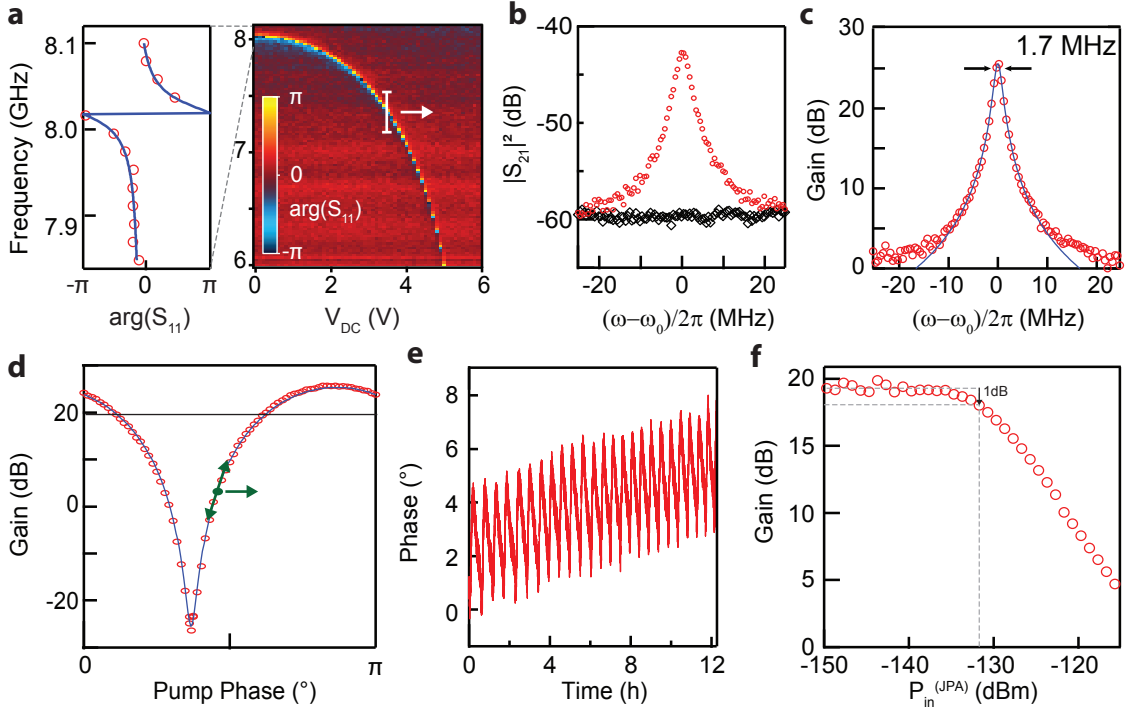 a
Frequency (GHz)
8.1
8.0
7.9
-π
0
π
arg(S11)
8
7
6
π
0
-π
arg(S11)
0
2
4
6
VDC (V)
b
|S21|² (dB)
-40
-50
-60
-20
0
20
(ω−ω0)/2π (MHz)
c
1.7 MHz
Gain (dB)
30
20
10
0
-20
-10
0
10
20
(ω−ω0)/2π (MHz)
d
Gain (dB)
20
0
-20
0
π
Pump Phase (°)
e
Phase (°)
8
6
4
2
0
0
4
8
12
Time (h)
f
Gain (dB)
20
15
10
5
0
1dB
-150
-140
-130
-120
Pin(JPA) (dBm)